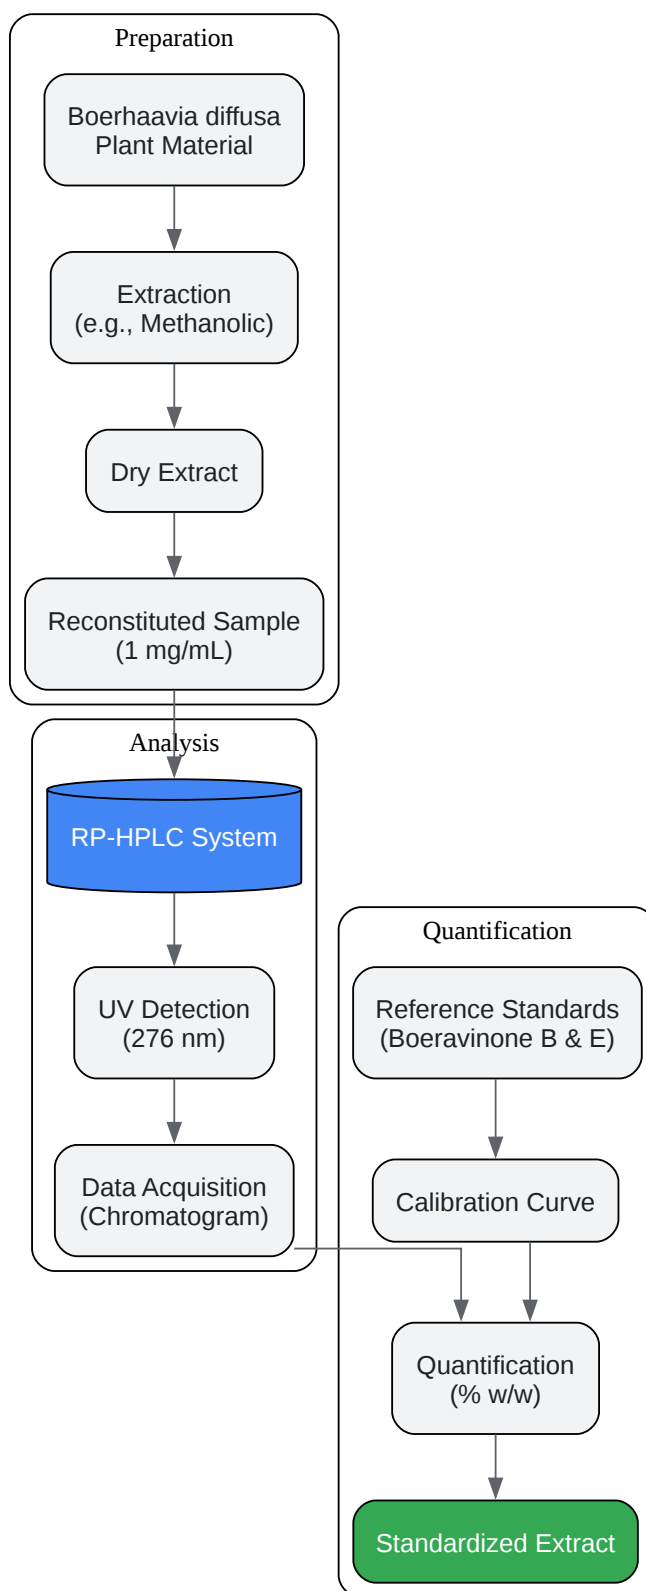 Preparation
Boerhaavia diffusa
Plant Material
Extraction
(e.g., Methanolic)
Dry Extract
Reconstituted Sample
(1 mg/mL)
Analysis
RP-HPLC System
UV Detection
(276 nm)
Data Acquisition
(Chromatogram)
Quantification
Reference Standards
(Boeravinone B & E)
Calibration Curve
Quantification
(% w/w)
Standardized Extract